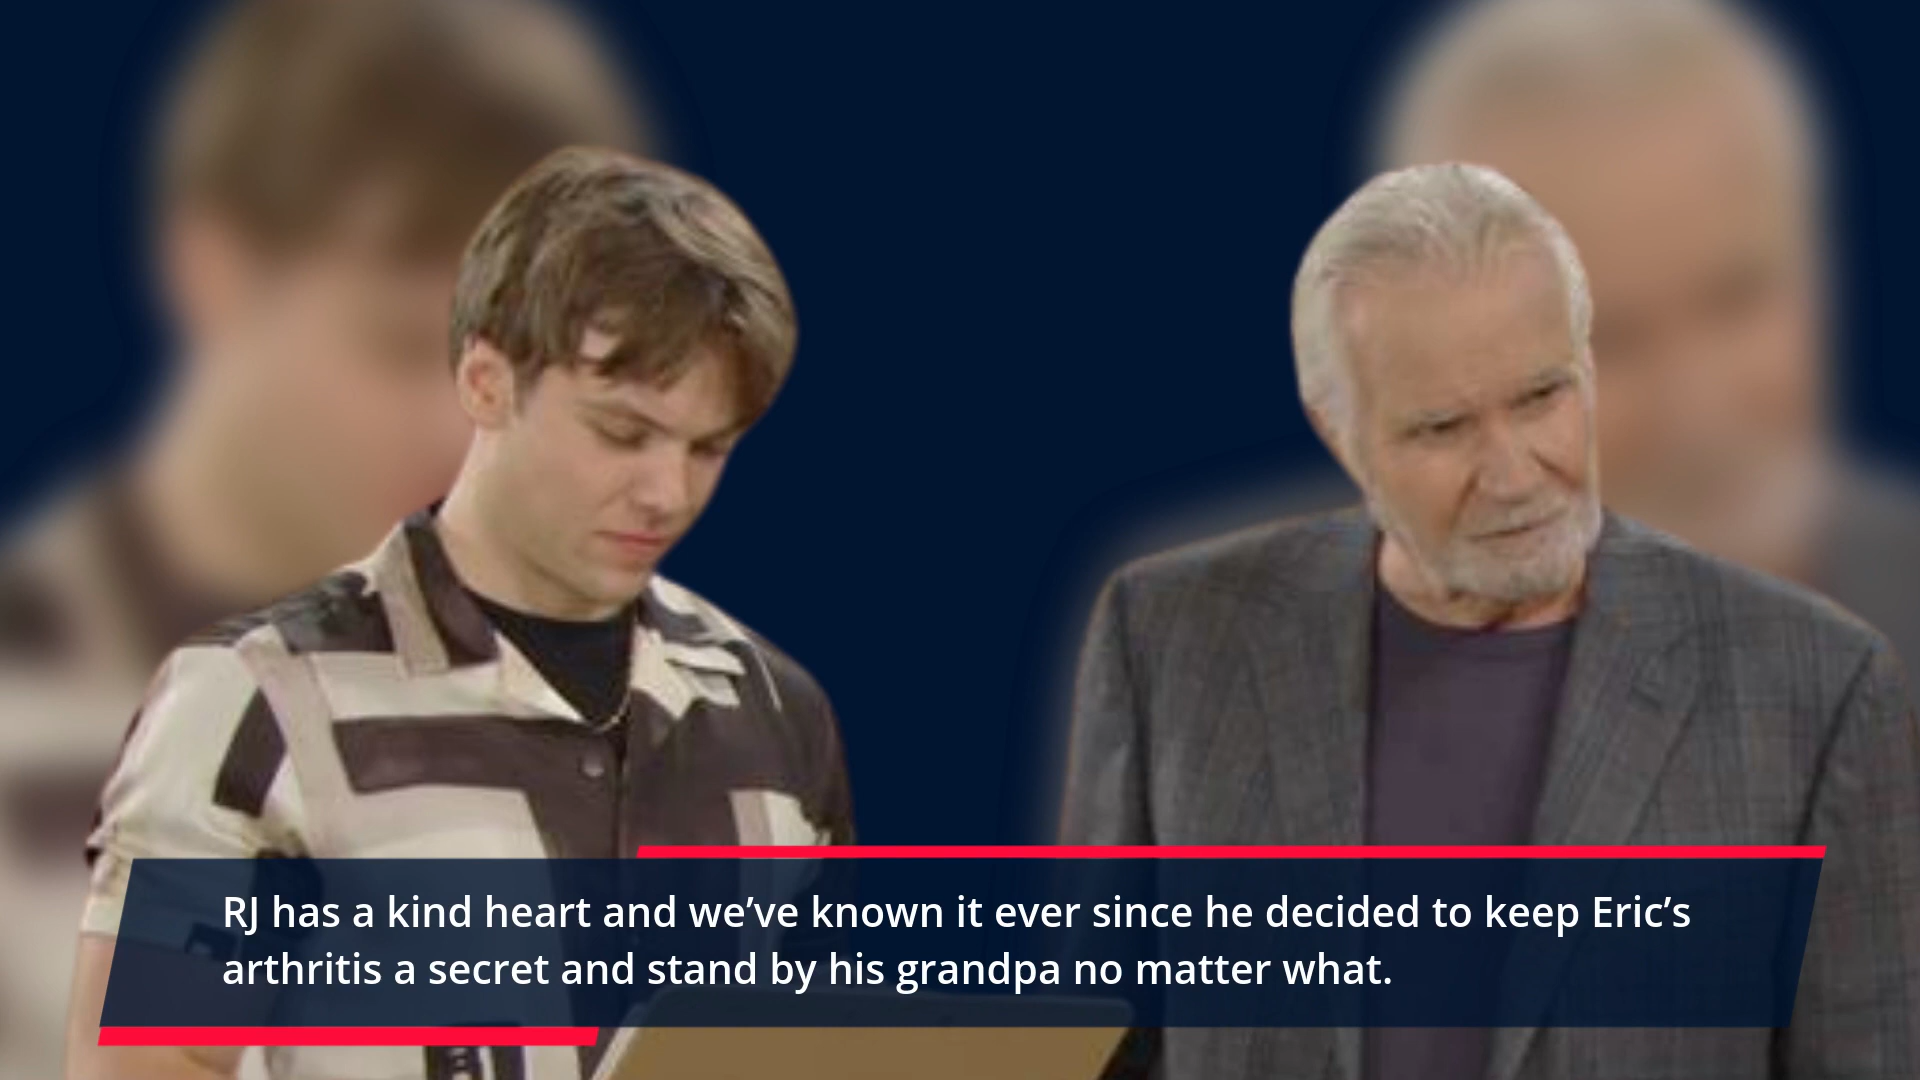 RJ has a kind heart and we’ve known it ever since he decided to keep Eric’s
arthritis a secret and stand by his grandpa no matter what.